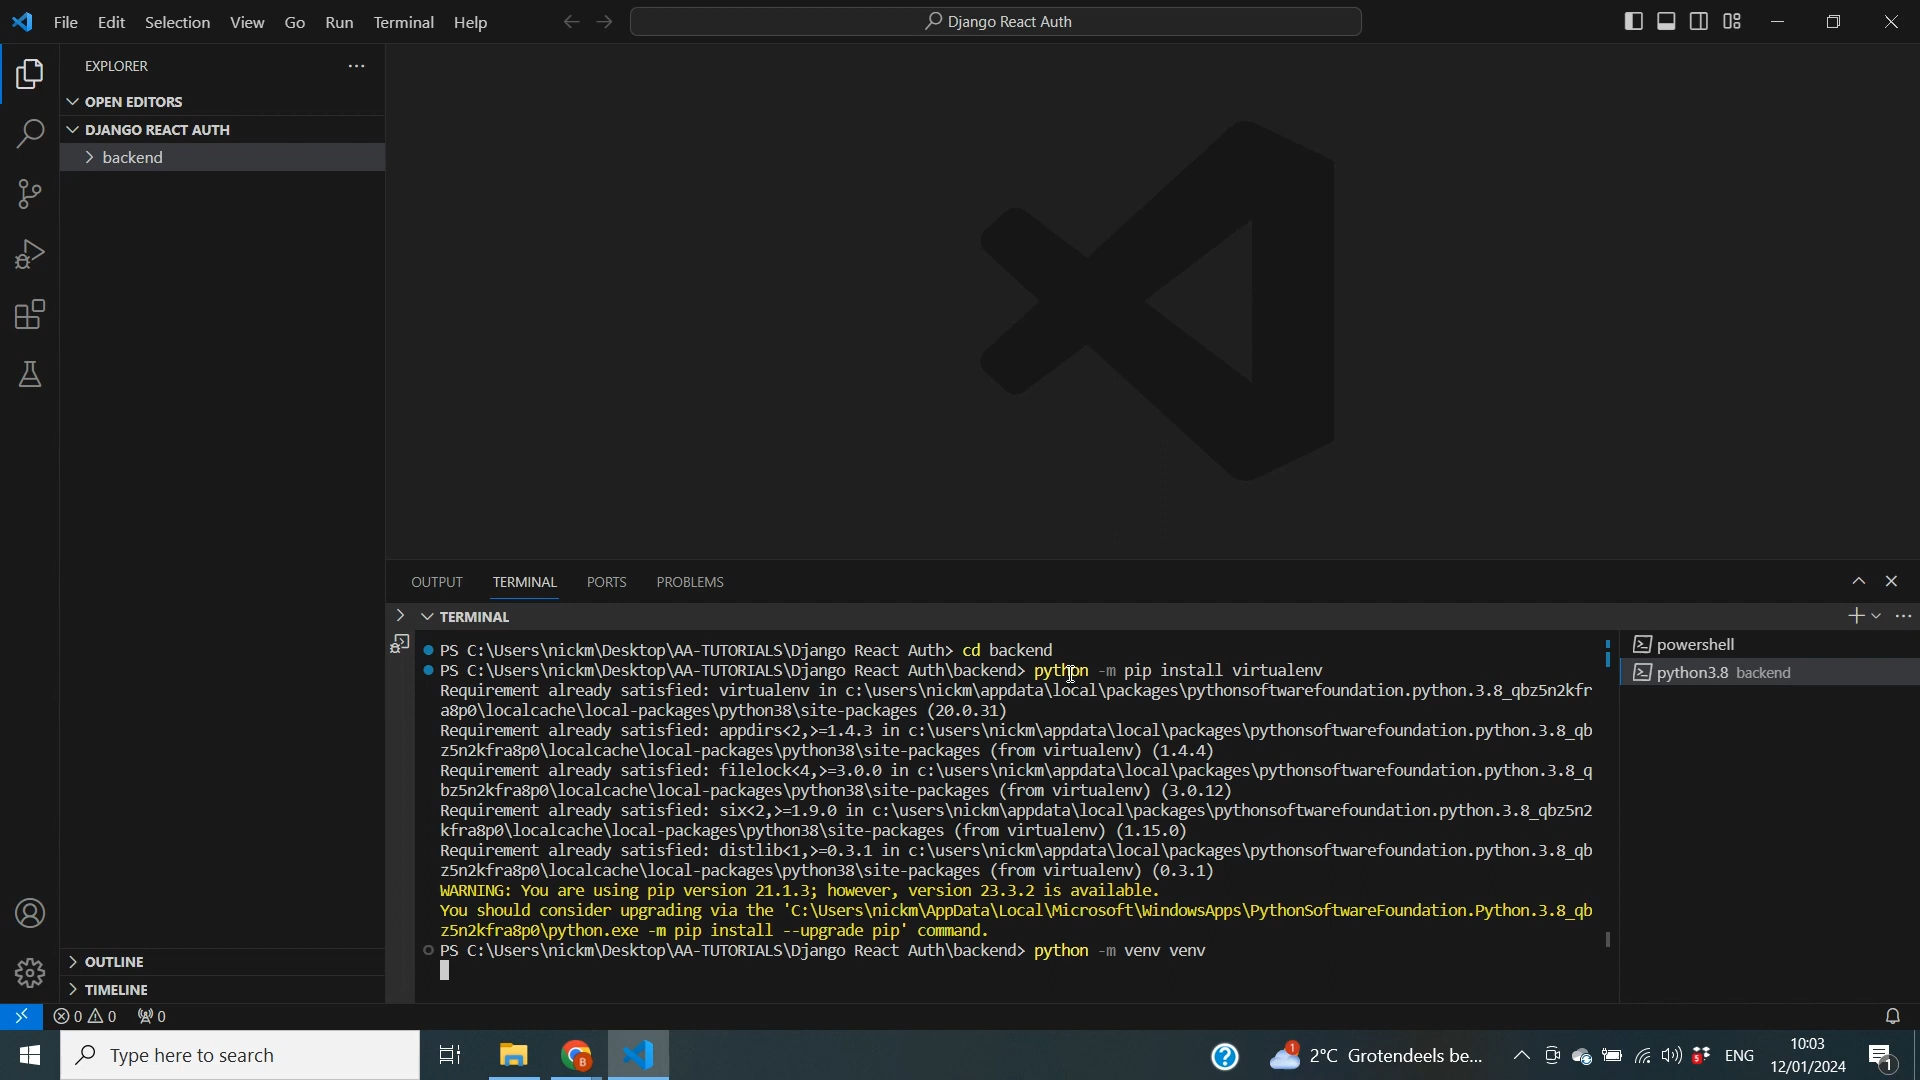 File Edit Selection View Go Run Terminal Help
Django React Auth
EXPLORER
OPEN EDITORS
DJANGO REACT AUTH
backend
OUTLINE
TIMELINE
OUTPUT TERMINAL PORTS PROBLEMS
TERMINAL
PS C:\Users\nickm\Desktop\AA-TUTORIALS\Django React Auth> cd backend
PS C:\Users\nickm\Desktop\AA-TUTORIALS\Django React Auth\backend> python -m pip install virtualenv
Requirement already satisfied: virtualenv in c:\users\nickm\appdata\local\packages\pythonsoftwarefoundation.python.3.8_qbz5n2kfr
a8p0\localcache\local-packages\python38\site-packages (20.0.31)
Requirement already satisfied: appdirs<2,>=1.4.3 in c:\users\nickm\appdata\local\packages\pythonsoftwarefoundation.python.3.8_qb
z5n2kfra8p0\localcache\local-packages\python38\site-packages (from virtualenv) (1.4.4)
Requirement already satisfied: filelock<4,>=3.0.0 in c:\users\nickm\appdata\local\packages\pythonsoftwarefoundation.python.3.8_q
bz5n2kfra8p0\localcache\local-packages\python38\site-packages (from virtualenv) (3.0.12)
Requirement already satisfied: six<2,>=1.9.0 in c:\users\nickm\appdata\local\packages\pythonsoftwarefoundation.python.3.8_qbz5n2
kfra8p0\localcache\local-packages\python38\site-packages (from virtualenv) (1.15.0)
Requirement already satisfied: distlib<1,>=0.3.1 in c:\users\nickm\appdata\local\packages\pythonsoftwarefoundation.python.3.8_qb
z5n2kfra8p0\localcache\local-packages\python38\site-packages (from virtualenv) (0.3.1)
WARNING: You are using pip version 21.1.3; however, version 23.3.2 is available.
You should consider upgrading via the 'C:\Users\nickm\AppData\Local\Microsoft\WindowsApps\PythonSoftwareFoundation.Python.3.8_qb
z5n2kfra8p0\python.exe -m pip install --upgrade pip' command.
PS C:\Users\nickm\Desktop\AA-TUTORIALS\Django React Auth\backend> python -m venv venv
powershell
python3.8 backend
0 0 0
Type here to search
B
1
2°C Grotendeels be...
5
ENG
10:03
12/01/2024
1